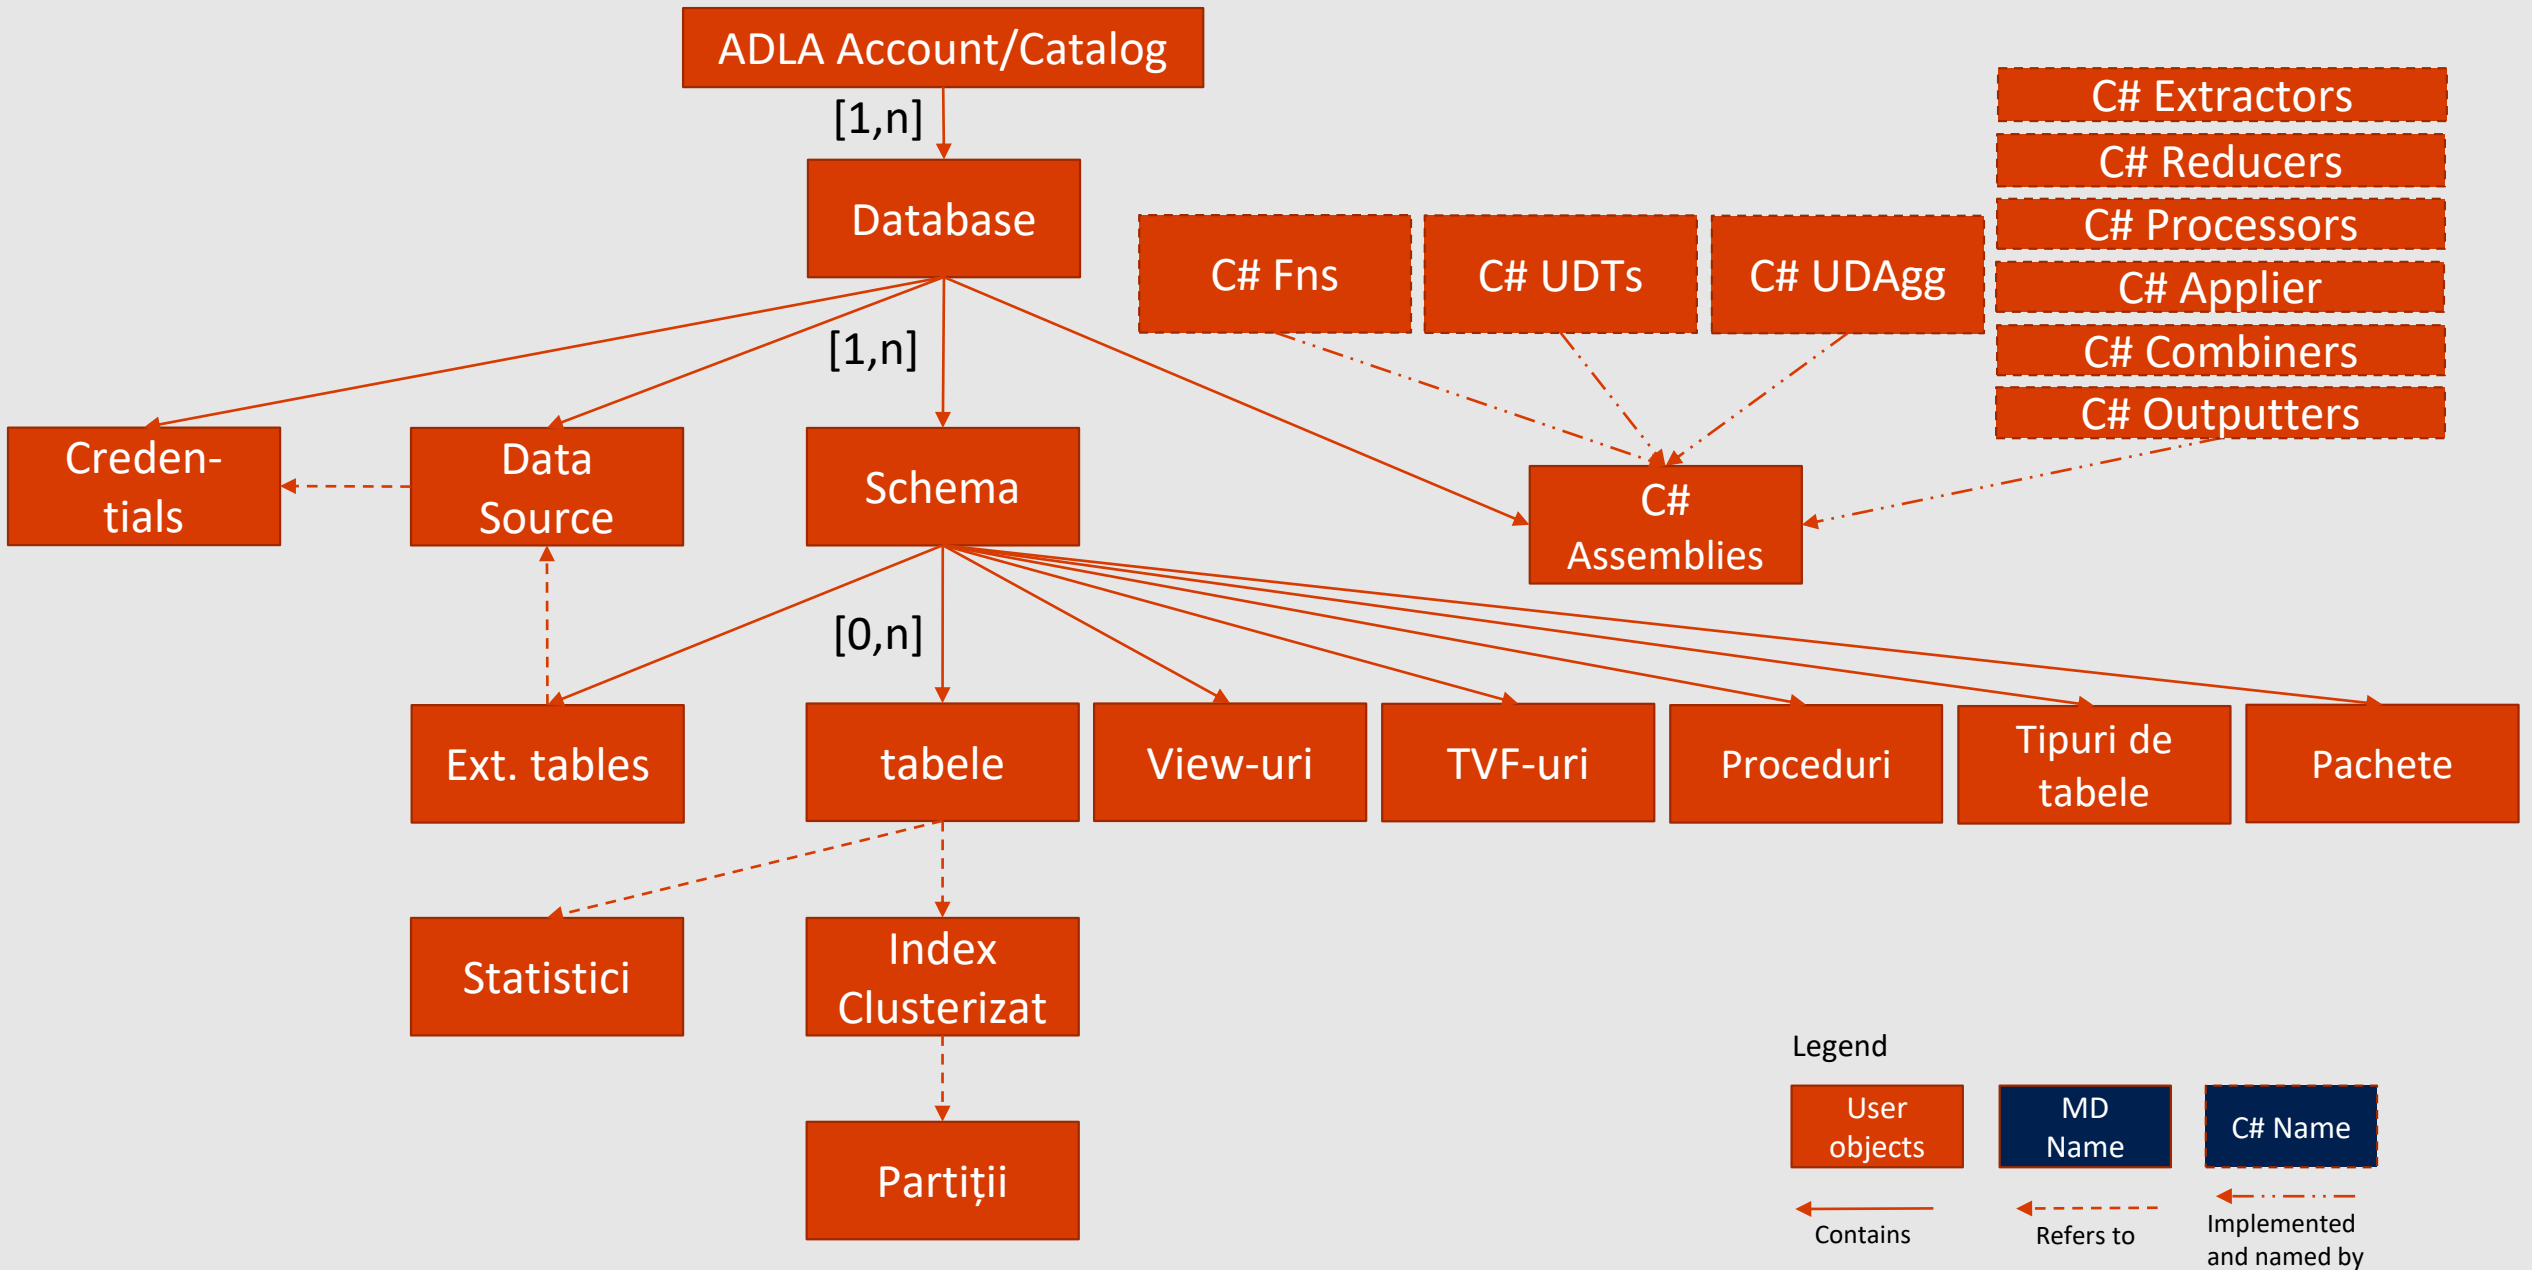 ADLA Account/Catalog
[1,n]
Database
C# Extractors
C# Reducers
C# Processors
C# Applier
C# Combiners
C# Outputters
C# Fns
C# UDTs
C# UDAgg
[1,n]
Creden-
tials
Data
Source
Schema
C#
Assemblies
[0,n]
Ext. tables
tabele
View-uri
TVF-uri
Proceduri
Tipuri de
tabele
Pachete
Statistici
Index
Clusterizat
Partiții
Legend
User
objects
MD
Name
C# Name
Contains
Refers to
Implemented
and named by